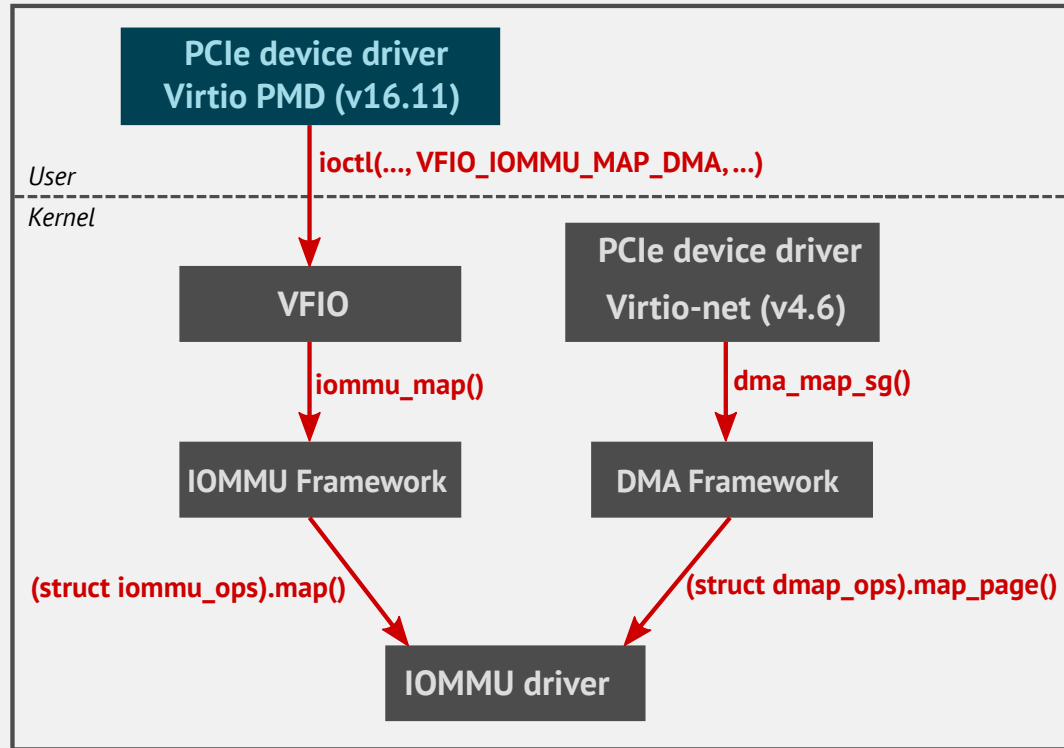 PCIe device driver
Virtio PMD (v16.11)
ioctl(..., VFIO_IOMMU_MAP_DMA, ...)
User
Kernel
VFIO
PCIe device driver
Virtio-net (v4.6)
iommu_map()
dma_map_sg()
IOMMU Framework
DMA Framework
(struct iommu_ops).map()
(struct dmap_ops).map_page()
IOMMU driver